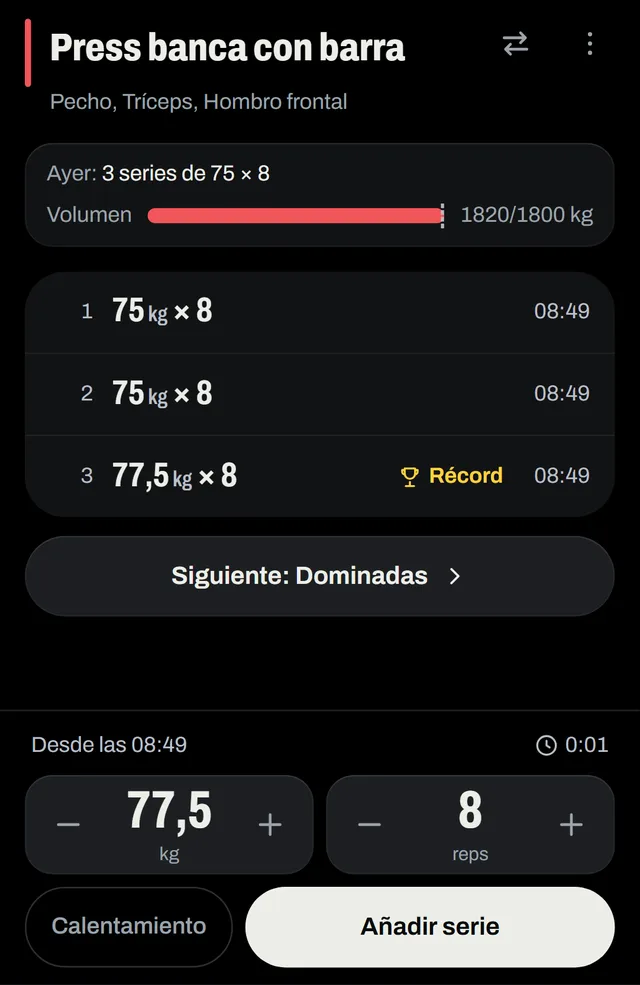 Press banca con barra
Pecho, Tríceps, Hombro frontal
Ayer: 3 series de 75 × 8
Volumen 1820/1800 kg
1 75 kg × 8 08:49
2 75 kg × 8 08:49
3 77,5 kg × 8 Récord 08:49
Siguiente: Dominadas
Desde las 08:49 0:01
77,5 8
kg reps
Calentamiento Añadir serie